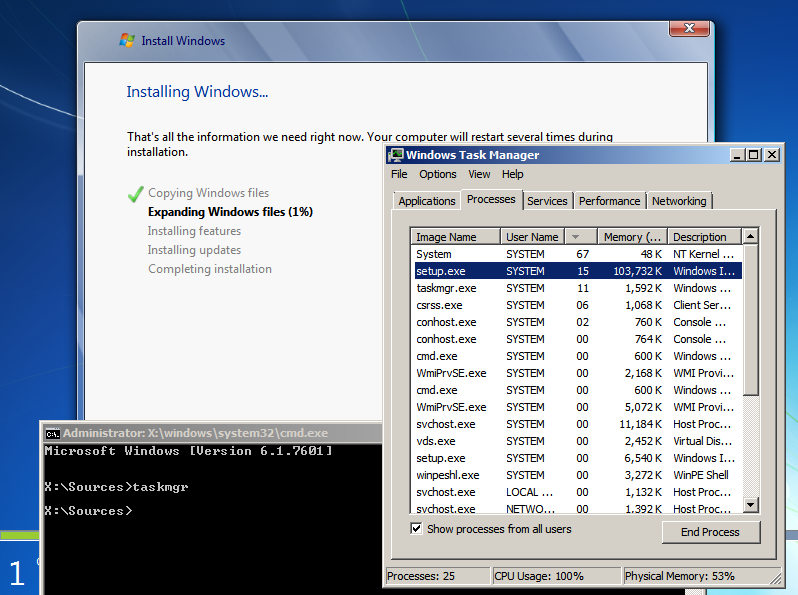 Install Windows
Installing Windows...
That's all the information we need right now. Your computer will restart several times during
installation.
Copying Windows files
Expanding Windows files (1%)
Installing features
Installing updates
Completing installation
Windows Task Manager
File Options View Help
Applications Processes Services Performance Networking
Image Name User Name Memory (... Description
System SYSTEM 67 48 K NT Kernel ...
setup.exe SYSTEM 15 103,732 K Windows I...
taskmgr.exe SYSTEM 11 1,592 K Windows ...
csrss.exe SYSTEM 06 1,068 K Client Ser...
conhost.exe SYSTEM 02 760 K Console ...
conhost.exe SYSTEM 00 764 K Console ...
cmd.exe SYSTEM 00 600 K Windows ...
WmiPrvSE.exe SYSTEM 00 2,168 K WMI Provi...
cmd.exe SYSTEM 00 600 K Windows ...
WmiPrvSE.exe SYSTEM 00 5,072 K WMI Provi...
svchost.exe SYSTEM 00 11,184 K Host Proc...
vds.exe SYSTEM 00 2,452 K Virtual Dis...
setup.exe SYSTEM 00 6,540 K Windows I...
winpeshl.exe SYSTEM 00 3,272 K WinPE Shell
svchost.exe LOCAL ... 00 1,132 K Host Proc...
svchost.exe NETWO... 00 1,392 K Host Proc...
Show processes from all users
End Process
Processes: 25 CPU Usage: 100% Physical Memory: 53%
Administrator: X:\windows\system32\cmd.exe
Microsoft Windows [Version 6.1.7601]
X:\Sources>taskmgr
X:\Sources>
1